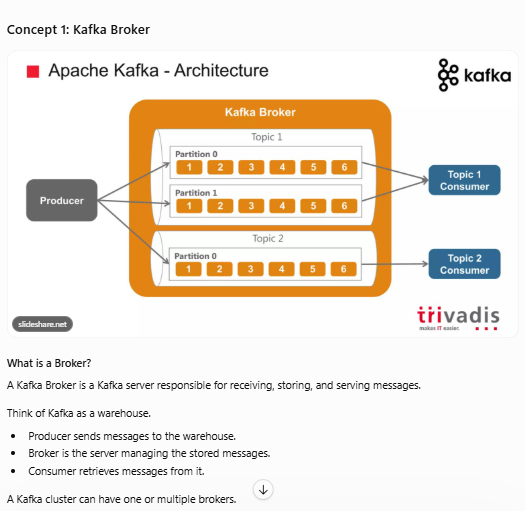 Concept 1: Kafka Broker
Apache Kafka - Architecture
kafka
Kafka Broker
Topic 1
Partition 0
1 2 3 4 5 6
Partition 1
1 2 3 4 5 6
Producer
Topic 1
Consumer
Topic 2
Partition 0
1 2 3 4 5 6
Topic 2
Consumer
slideshare.net
trivadis
makes IT easier.
What is a Broker?
A Kafka Broker is a Kafka server responsible for receiving, storing, and serving messages.
Think of Kafka as a warehouse.
• Producer sends messages to the warehouse.
• Broker is the server managing the stored messages.
• Consumer retrieves messages from it.
A Kafka cluster can have one or multiple brokers.